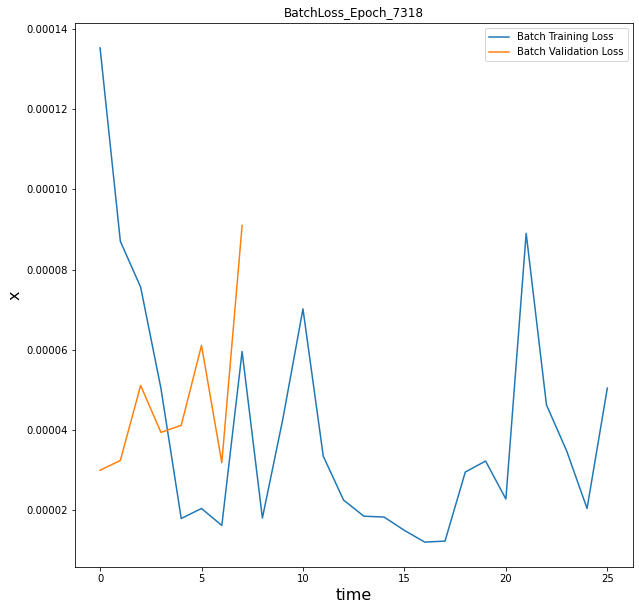 BatchLoss_Epoch_7318
Batch Training Loss
Batch Validation Loss
0.00014
0.00012
0.00010
0.00008
0.00006
0.00004
0.00002
x
0 5 10 15 20 25
time